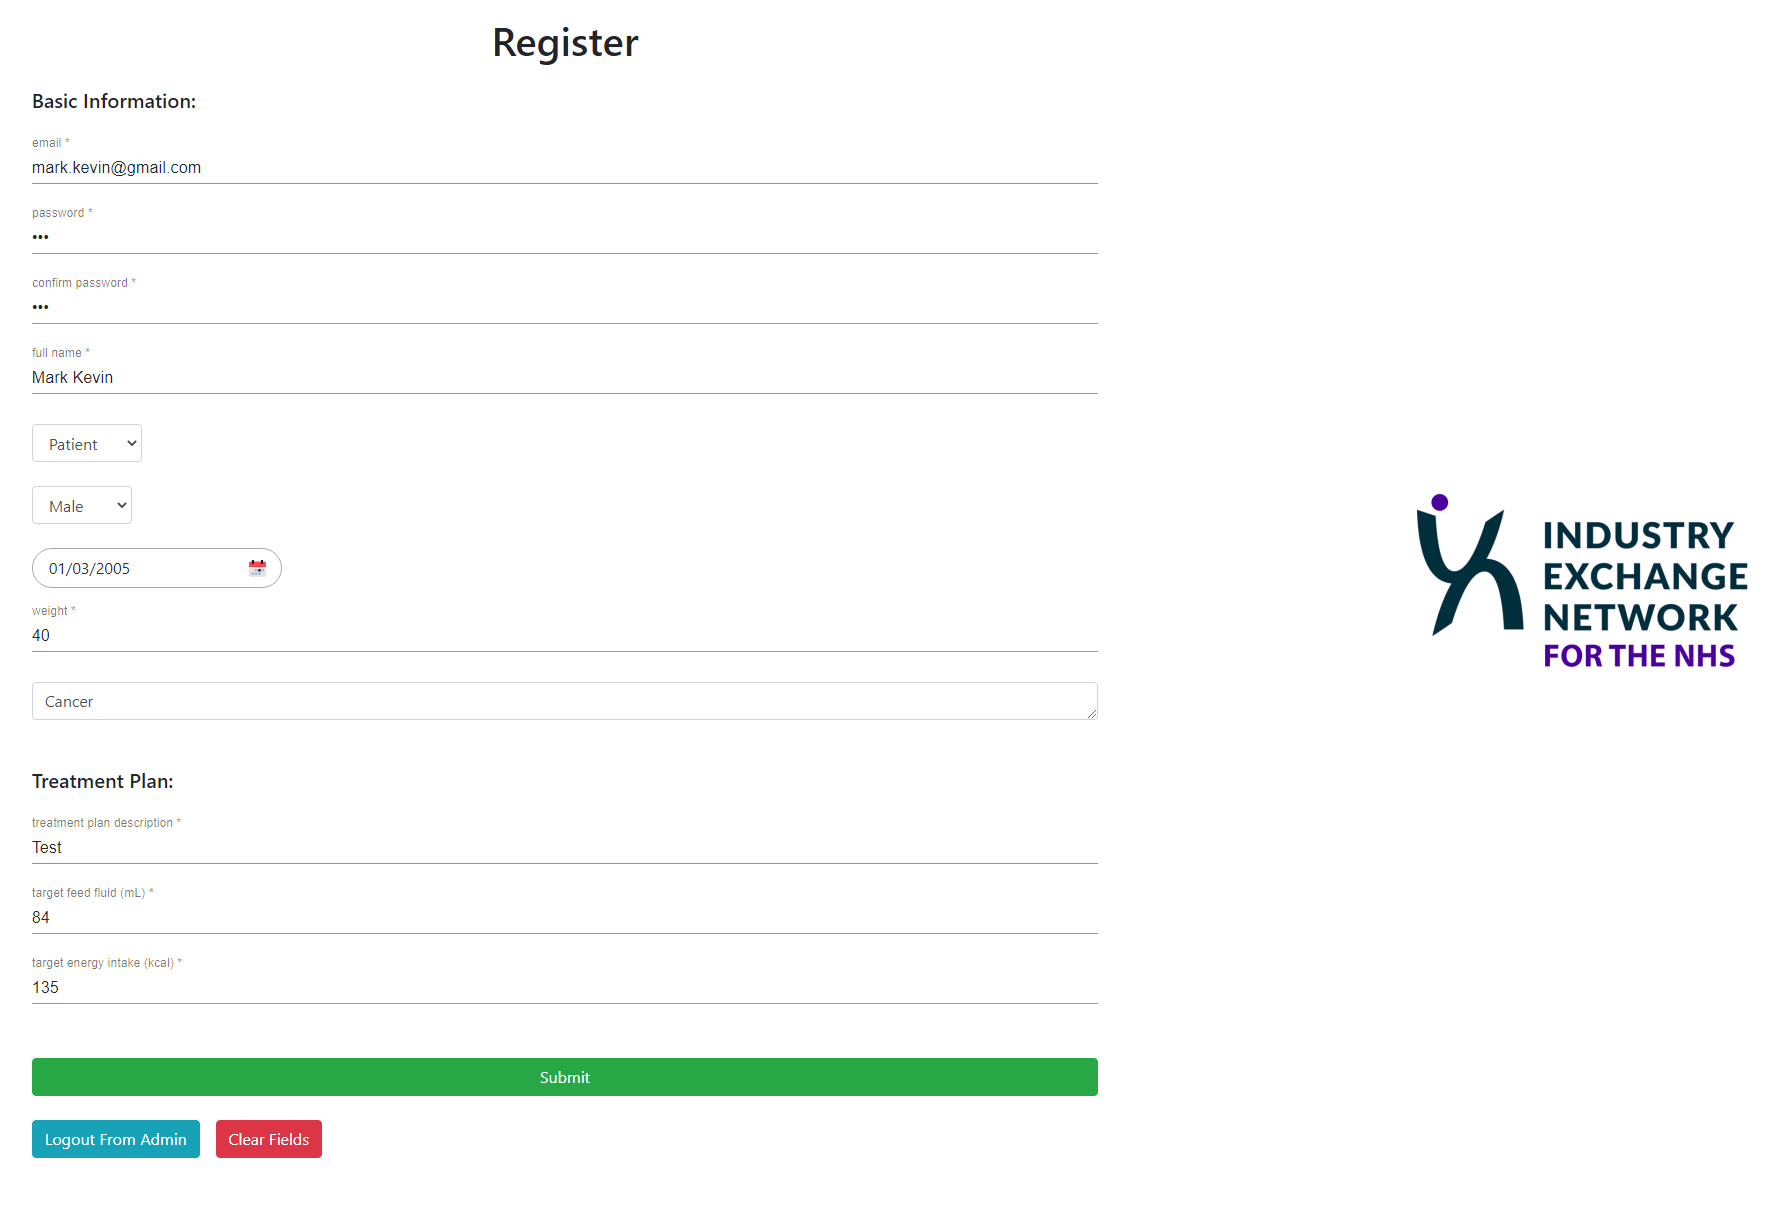 Register
Basic Information:
email *
mark.kevin@gmail.com
password *
•••
confirm password *
•••
full name *
Mark Kevin
Patient
Male
01/03/2005
weight *
40
Cancer
Treatment Plan:
treatment plan description *
Test
target feed fluid (mL) *
84
target energy intake (kcal) *
135
Submit
Logout From Admin
Clear Fields
INDUSTRY
EXCHANGE
NETWORK
FOR THE NHS